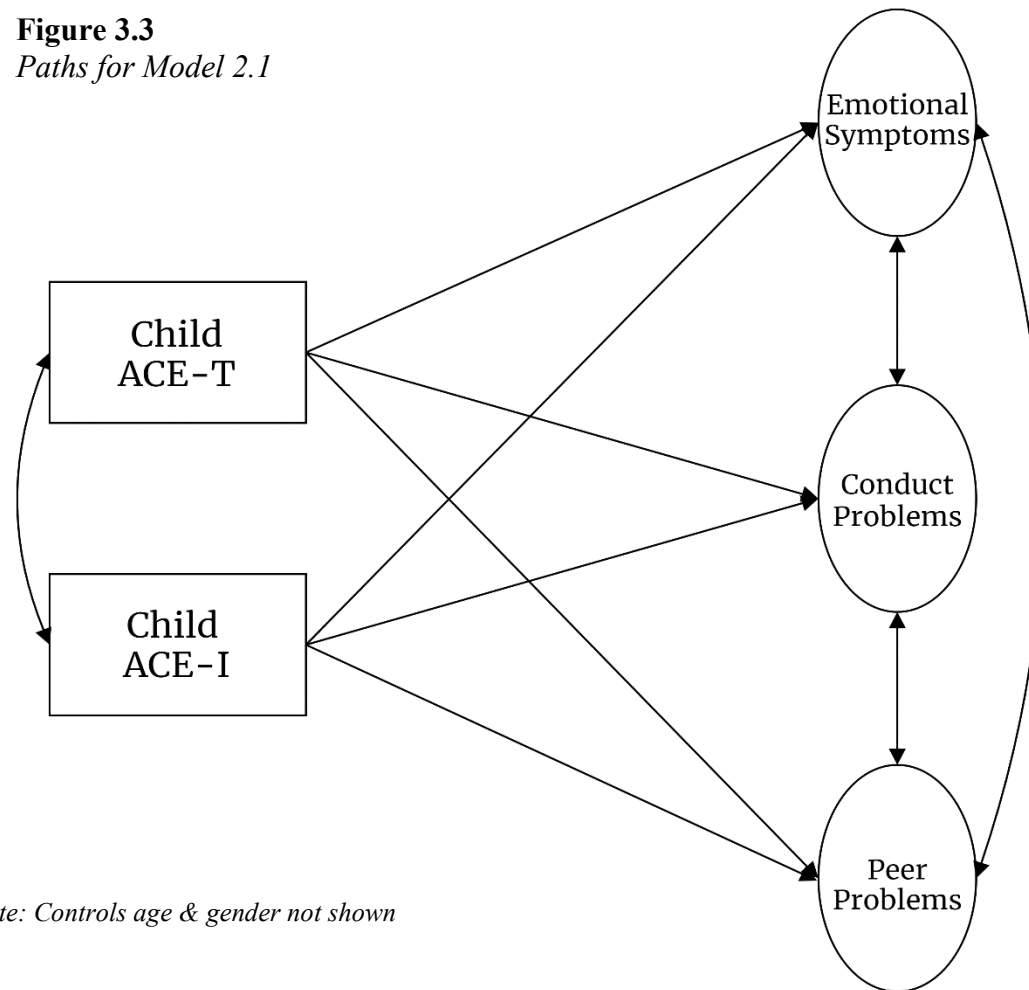 Figure 3.3
Paths for Model 2.1
Emotional
Symptoms
Child
ACE-T
Conduct
Problems
Child
ACE-I
Peer
Problems
te: Controls age & gender not shown